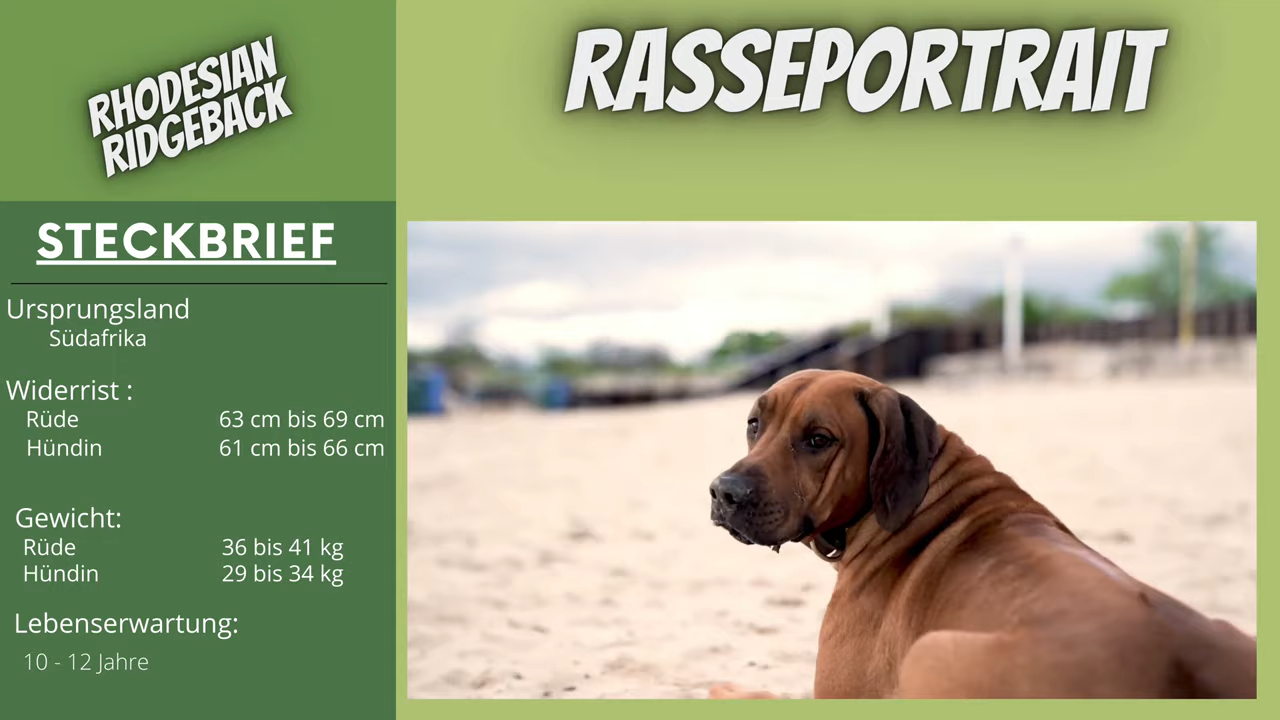 RHODESIAN
RIDGEBACK
RASSEPORTRAIT
STECKBRIEF
Ursprungsland
Südafrika
Widerrist :
Rüde 63 cm bis 69 cm
Hündin 61 cm bis 66 cm
Gewicht:
Rüde 36 bis 41 kg
Hündin 29 bis 34 kg
Lebenserwartung:
10 - 12 Jahre